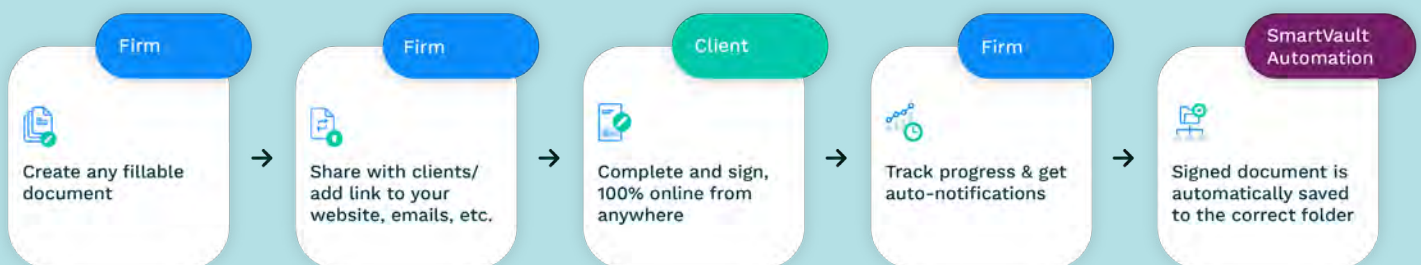 Firm
Create any fillable
document
Firm
Share with clients/
add link to your
website, emails, etc.
Client
Complete and sign,
100% online from
anywhere
Firm
Track progress & get
auto-notifications
SmartVault
Automation
Signed document is
automatically saved
to the correct folder